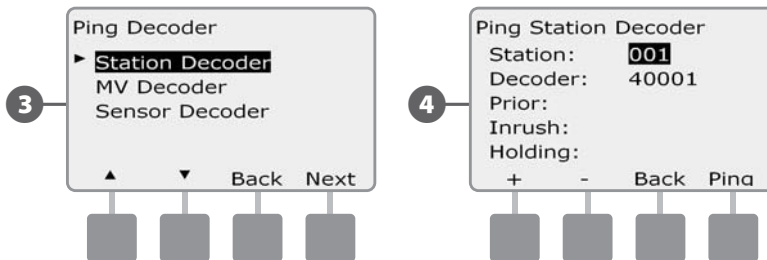 Ping Decoder
► Station Decoder
MV Decoder
Sensor Decoder
▲ ▼ Back Next
3
Ping Station Decoder
Station: 001
Decoder: 40001
Prior:
Inrush:
Holding:
+ - Back Ping
4